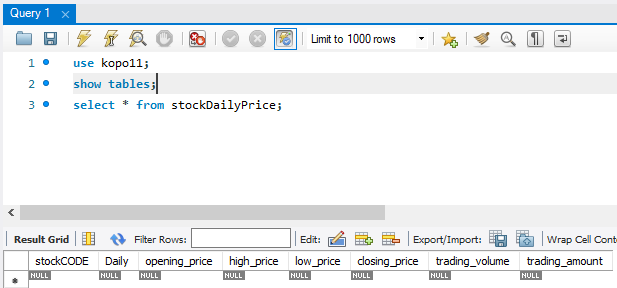 Query 1
Limit to 1000 rows
1 use kopo11;
2 show tables;
3 select * from stockDailyPrice;
Result Grid Filter Rows: Edit: Export/Import: Wrap Cell Cont
stockCODE Daily opening_price high_price low_price closing_price trading_volume trading_amount
NULL NULL NULL NULL NULL NULL NULL NULL